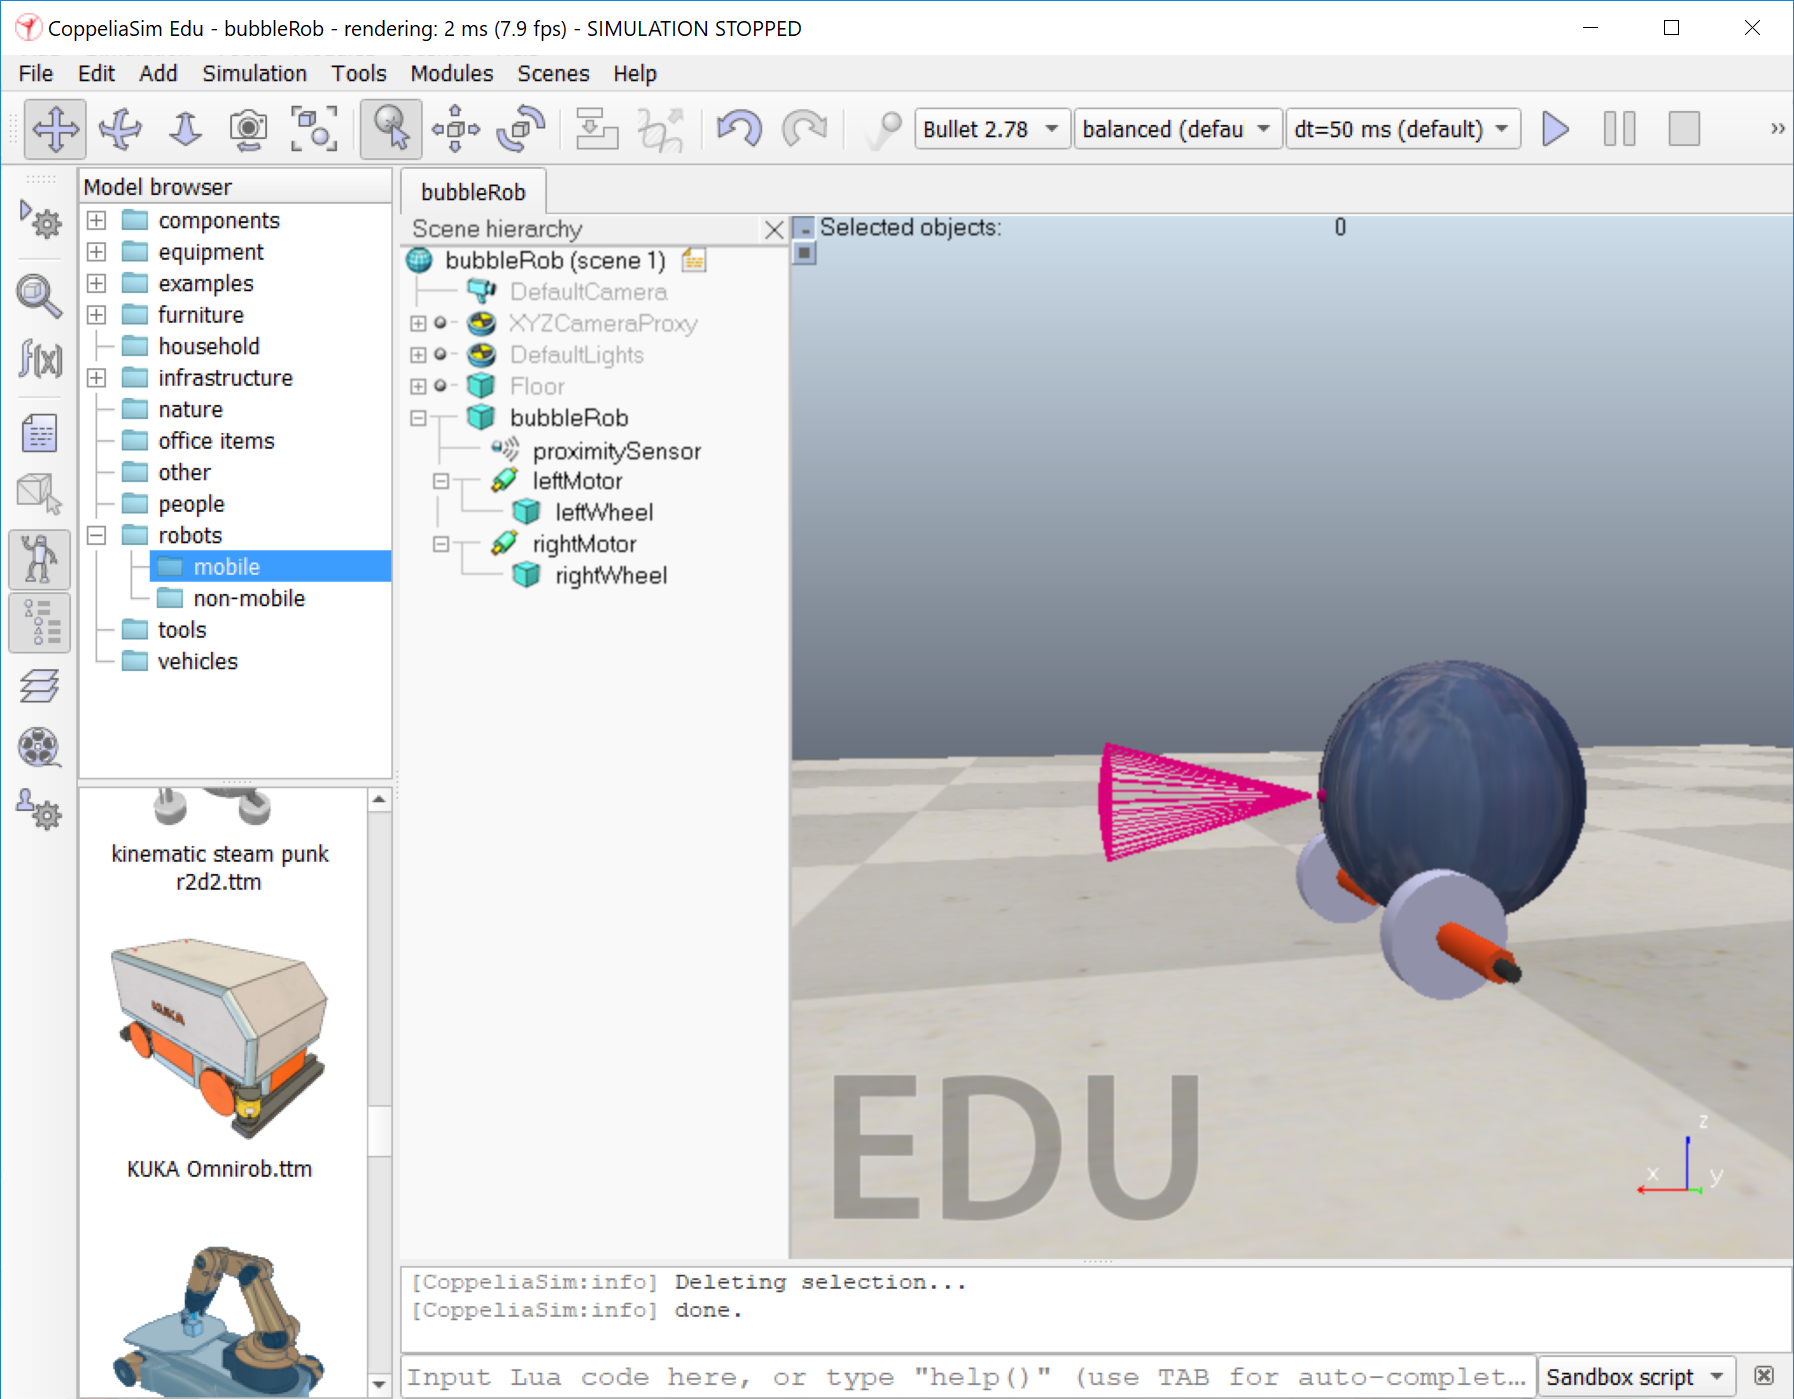 CoppeliaSim Edu - bubbleRob - rendering: 2 ms (7.9 fps) - SIMULATION STOPPED
File Edit Add Simulation Tools Modules Scenes Help
Bullet 2.78 balanced (defau dt=50 ms (default) »
f(x)
Model browser
components
equipment
examples
furniture
household
infrastructure
nature
office items
other
people
robots
mobile
non-mobile
tools
vehicles
kinematic steam punk
r2d2.ttm
KUKA
KUKA Omnirob.ttm
bubbleRob
Scene hierarchy
bubbleRob (scene 1)
DefaultCamera
XYZCameraProxy
DefaultLights
Floor
bubbleRob
proximitySensor
leftMotor
leftWheel
rightMotor
rightWheel
Selected objects: 0
EDU
z
x
y
[CoppeliaSim:info] Deleting selection...
[CoppeliaSim:info] done.
Input Lua code here, or type "help()" (use TAB for auto-complet...
Sandbox script